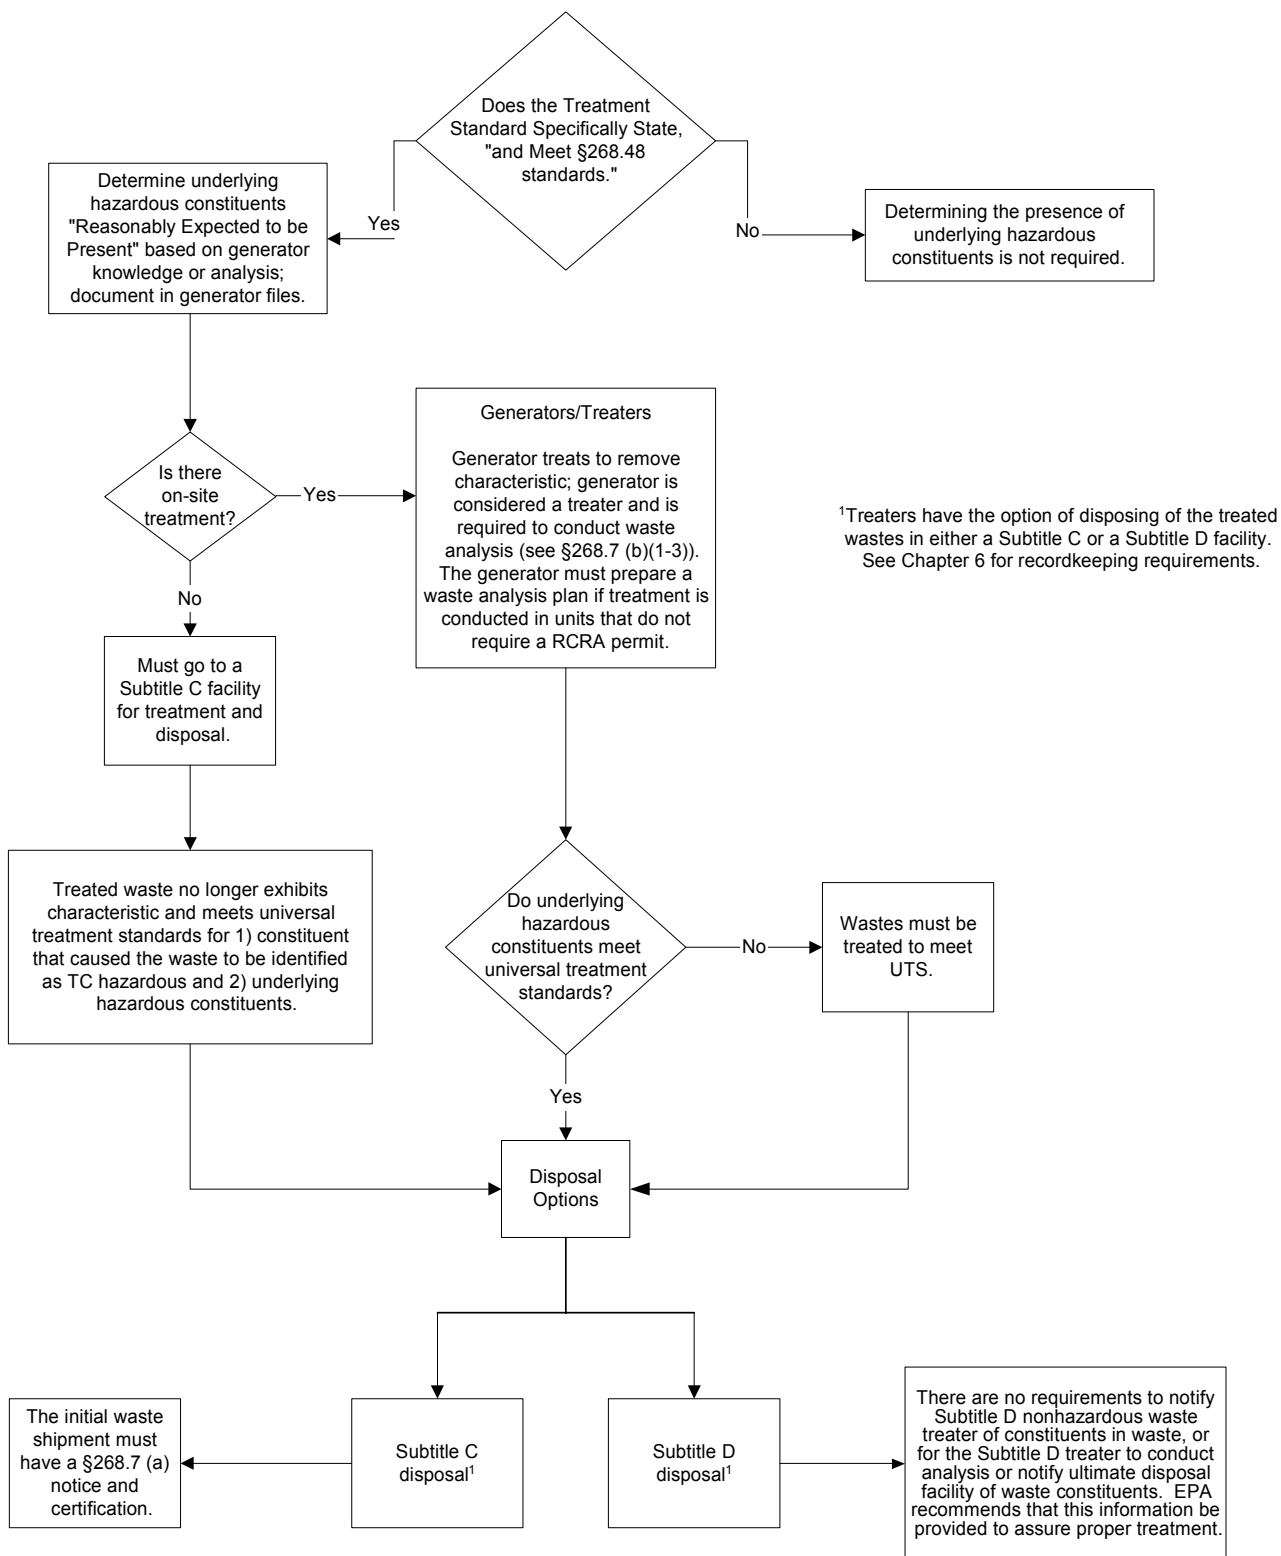 Does the Treatment
Standard Specifically State,
"and Meet §268.48
standards."
Yes
No
Determine underlying
hazardous constituents
"Reasonably Expected to be
Present" based on generator
knowledge or analysis;
document in generator files.
Determining the presence of
underlying hazardous
constituents is not required.
Is there
on-site
treatment?
Yes
No
Generators/Treaters
Generator treats to remove
characteristic; generator is
considered a treater and is
required to conduct waste
analysis (see §268.7 (b)(1-3)).
The generator must prepare a
waste analysis plan if treatment is
conducted in units that do not
require a RCRA permit.
¹Treaters have the option of disposing of the treated
wastes in either a Subtitle C or a Subtitle D facility.
See Chapter 6 for recordkeeping requirements.
Must go to a
Subtitle C facility
for treatment and
disposal.
Treated waste no longer exhibits
characteristic and meets universal
treatment standards for 1) constituent
that caused the waste to be identified
as TC hazardous and 2) underlying
hazardous constituents.
Do underlying
hazardous
constituents meet
universal treatment
standards?
No
Wastes must be
treated to meet
UTS.
Yes
Disposal
Options
The initial waste
shipment must
have a §268.7 (a)
notice and
certification.
Subtitle C
disposal¹
Subtitle D
disposal¹
There are no requirements to notify
Subtitle D nonhazardous waste
treater of constituents in waste, or
for the Subtitle D treater to conduct
analysis or notify ultimate disposal
facility of waste constituents.  EPA
recommends that this information be
provided to assure proper treatment.